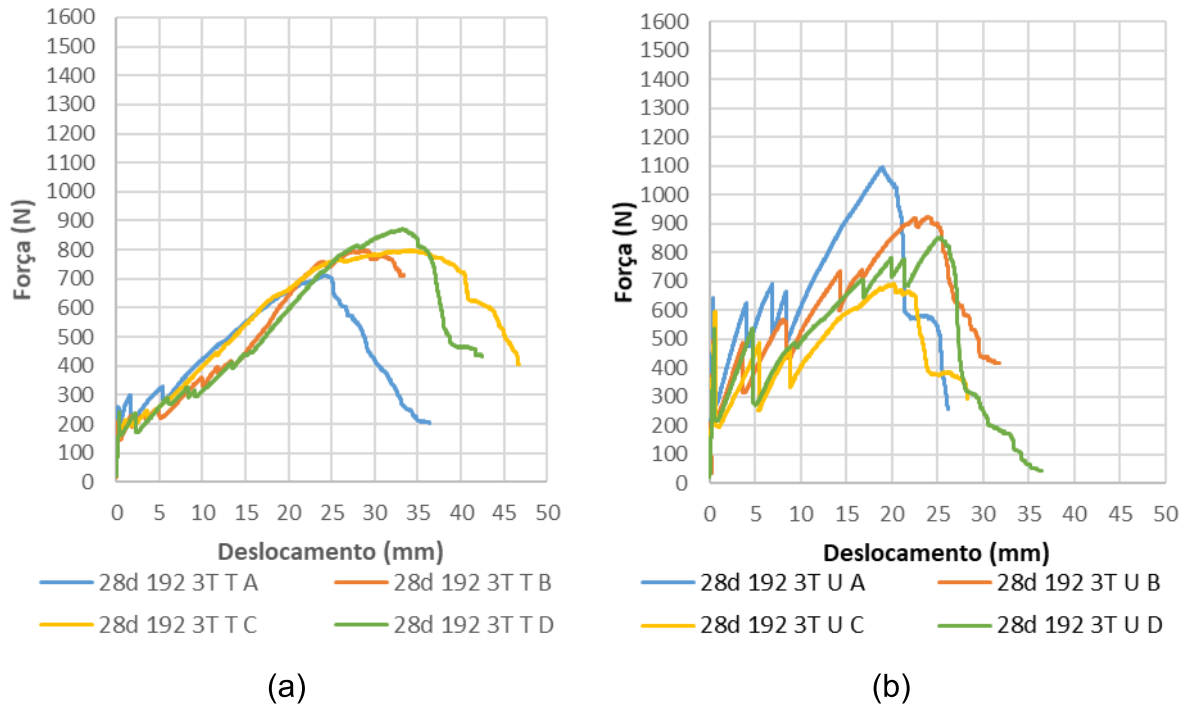 1600
1500
1400
1300
1200
1100
1000
900
800
700
600
500
400
300
200
100
0
Força (N)
0 5 10 15 20 25 30 35 40 45 50
Deslocamento (mm)
28d 192 3T T A 28d 192 3T T B
28d 192 3T T C 28d 192 3T T D
(a)
1600
1500
1400
1300
1200
1100
1000
900
800
700
600
500
400
300
200
100
0
Força (N)
0 5 10 15 20 25 30 35 40 45 50
Deslocamento (mm)
28d 192 3T U A 28d 192 3T U B
28d 192 3T U C 28d 192 3T U D
(b)